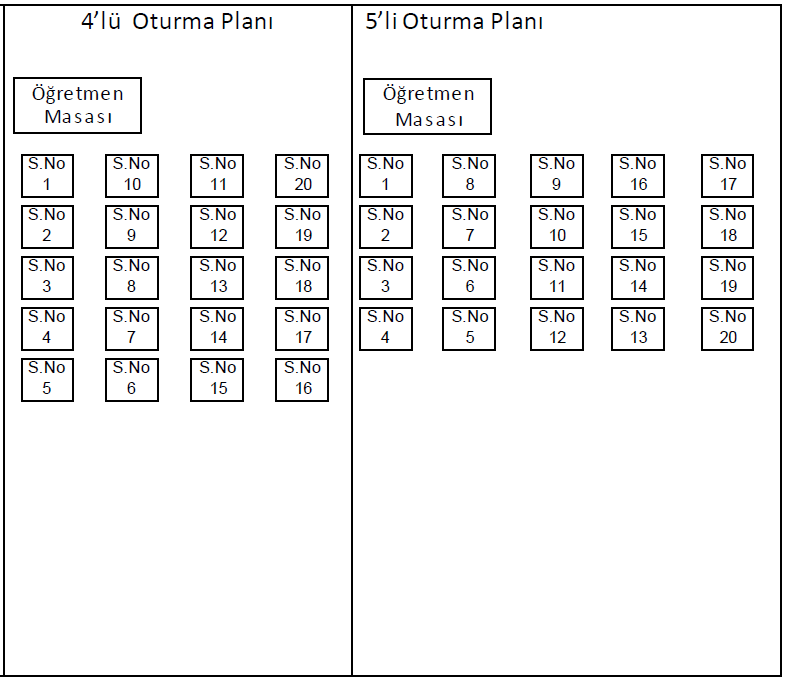 4’lü Oturma Planı
Öğretmen
Masası
S.No S.No S.No S.No
1 10 11 20
S.No S.No S.No S.No
2 9 12 19
S.No S.No S.No S.No
3 8 13 18
S.No S.No S.No S.No
4 7 14 17
S.No S.No S.No S.No
5 6 15 16
5’li Oturma Planı
Öğretmen
Masası
S.No S.No S.No S.No S.No
1 8 9 16 17
S.No S.No S.No S.No S.No
2 7 10 15 18
S.No S.No S.No S.No S.No
3 6 11 14 19
S.No S.No S.No S.No S.No
4 5 12 13 20